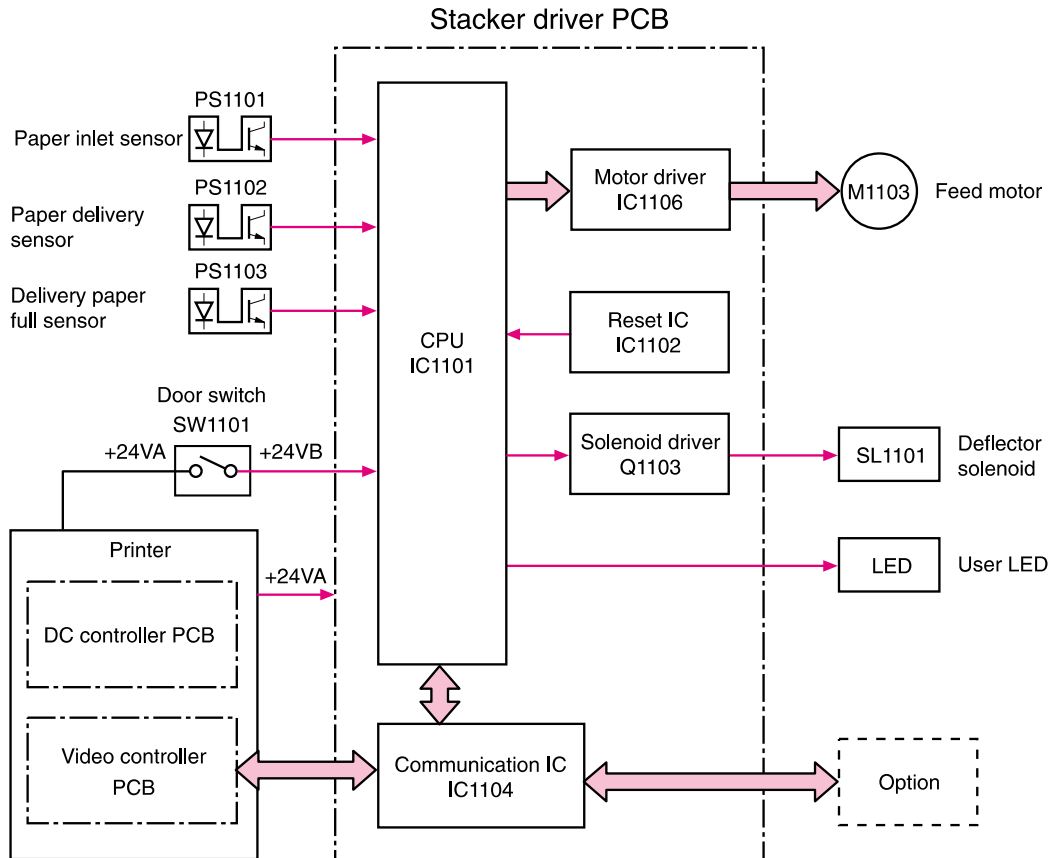 Stacker driver PCB
PS1101
Paper inlet sensor
PS1102
Paper delivery
sensor
PS1103
Delivery paper
full sensor
Door switch
SW1101
+24VA
+24VB
Printer
+24VA
DC controller PCB
Video controller
PCB
CPU
IC1101
Motor driver
IC1106
M1103
Feed motor
Reset IC
IC1102
Solenoid driver
Q1103
SL1101
Deflector
solenoid
LED
User LED
Communication IC
IC1104
Option